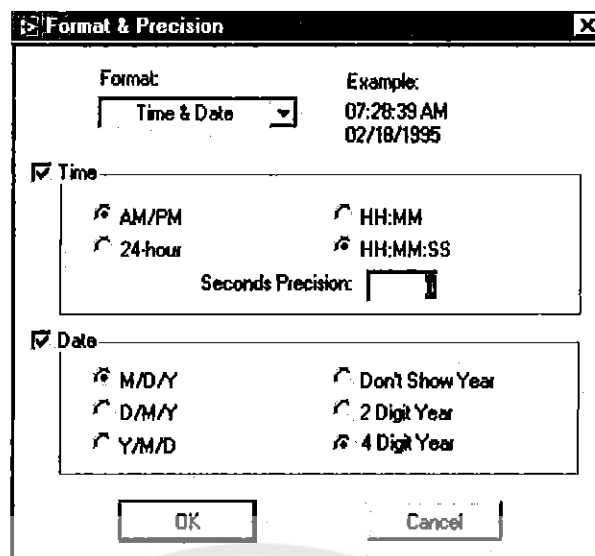 Format & Precision
Format:
Time & Date
Example:
07:28:39 AM
02/18/1995
Time
AM/PM
24-hour
HH:MM
HH:MM:SS
Seconds Precision:
Date
M/D/Y
D/M/Y
Y/M/D
Don't Show Year
2 Digit Year
4 Digit Year
OK
Cancel